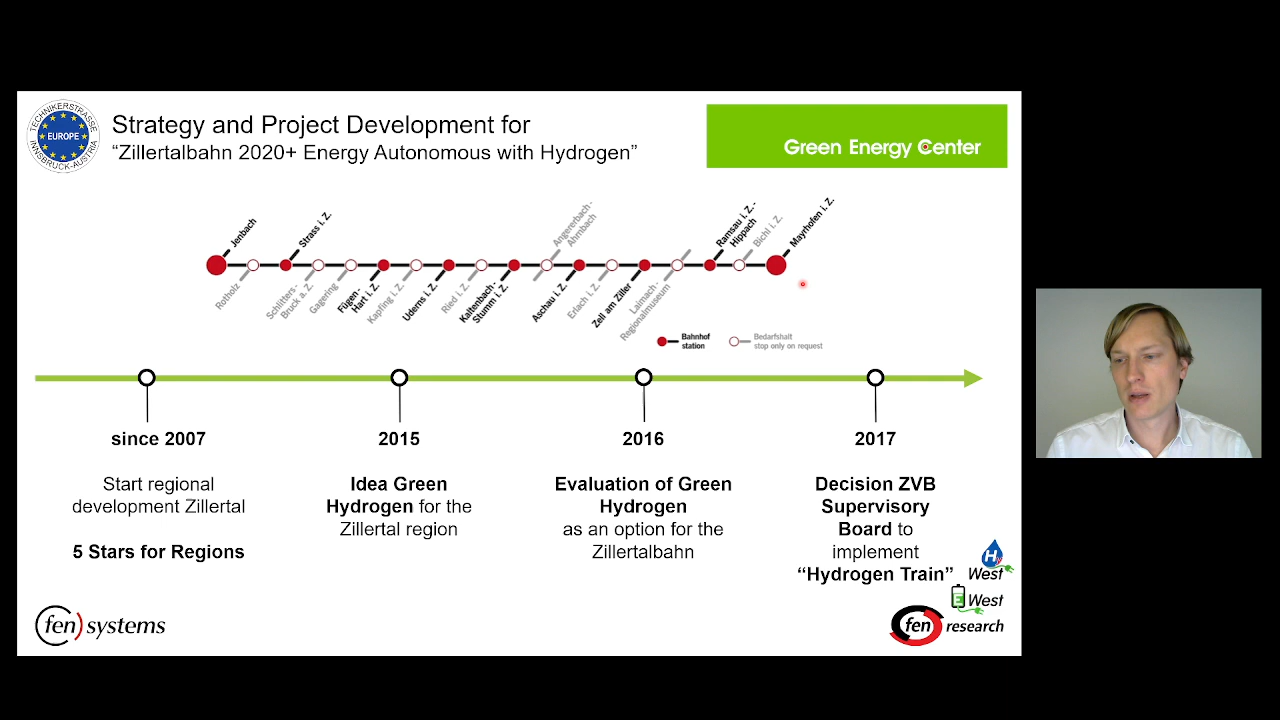 TECHNIKERSTRASSE
EUROPE
INNSBRUCK-AUSTRIA
Strategy and Project Development for
“Zillertalbahn 2020+ Energy Autonomous with Hydrogen”
Green Energy Center
Jenbach
Rotholz
Strass i. Z.
Schlitters-
Bruck a. Z.
Gagering
Fügen-
Hart i. Z.
Kapfing i. Z.
Uderns i. Z.
Ried i. Z.
Kaltenbach-
Stumm i. Z.
Angererbach-
Ahrnbach
Aschau i. Z.
Erlach i. Z.
Zell am Ziller
Laimach-
Regionalmuseum
Ramsau i. Z.-
Hippach
Bichl i. Z.
Mayrhofen i. Z.
Bahnhof
station
Bedarfshalt
stop only on request
since 2007
Start regional
development Zillertal
5 Stars for Regions
2015
Idea Green
Hydrogen for the
Zillertal region
2016
Evaluation of Green
Hydrogen
as an option for the
Zillertalbahn
2017
Decision ZVB
Supervisory
Board to
implement
“Hydrogen Train”
H
West
E West
fen systems
fen research